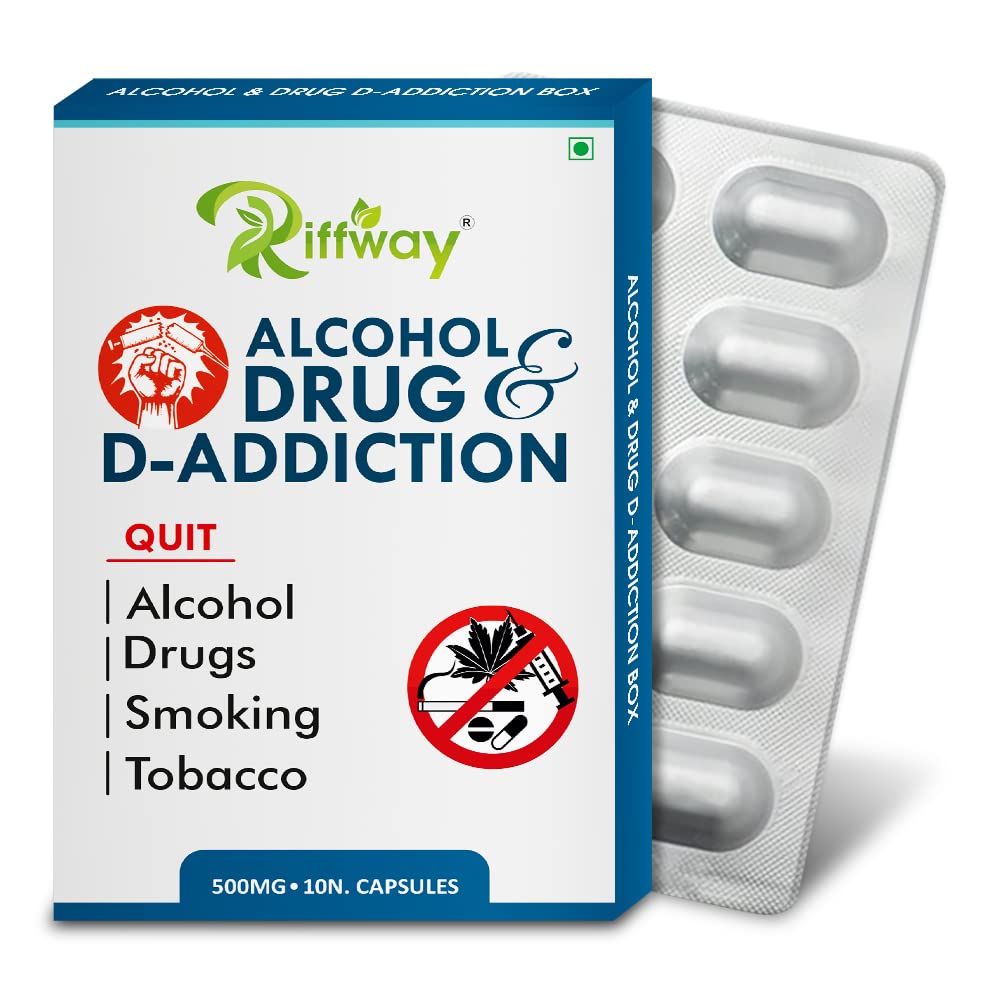 ALCOHOL & DRUG D-ADDICTION BOX
Riffway®
ALCOHOL &
DRUG
D-ADDICTION
QUIT
Alcohol
Drugs
Smoking
Tobacco
500MG • 10N. CAPSULES
ALCOHOL & DRUG D-ADDICTION BOX